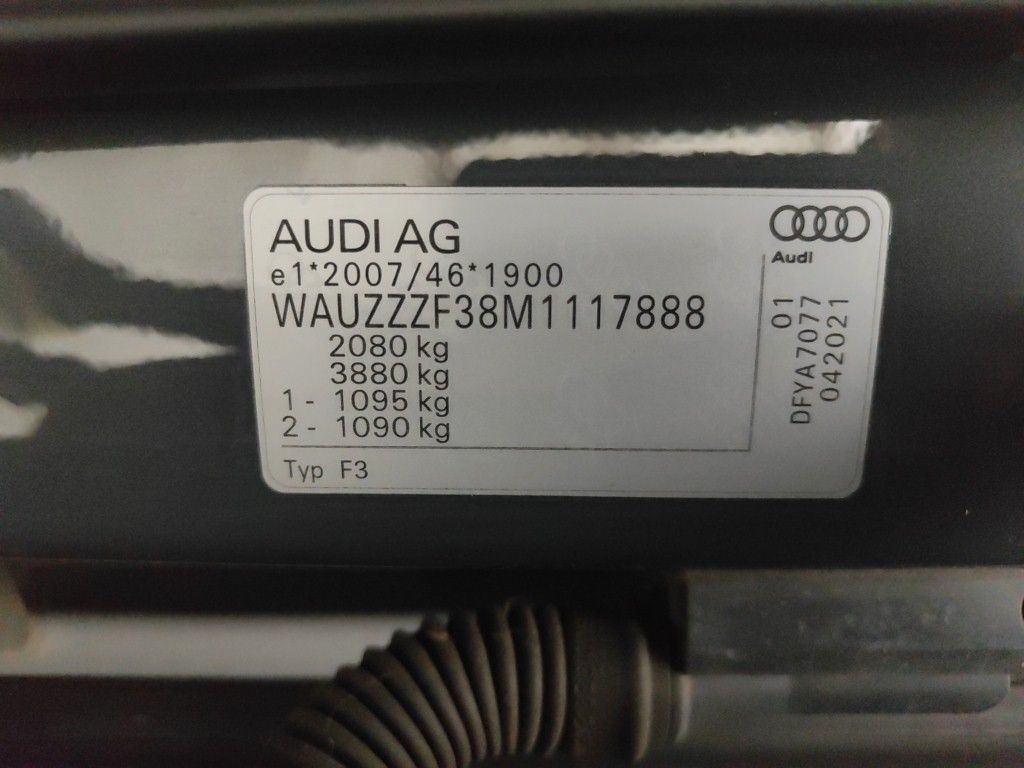 AUDI AG
e1*2007/46*1900
WAUZZZF38M1117888
2080 kg
3880 kg
1 - 1095 kg
2 - 1090 kg
Typ F3
Audi
01
DFYA7077
042021